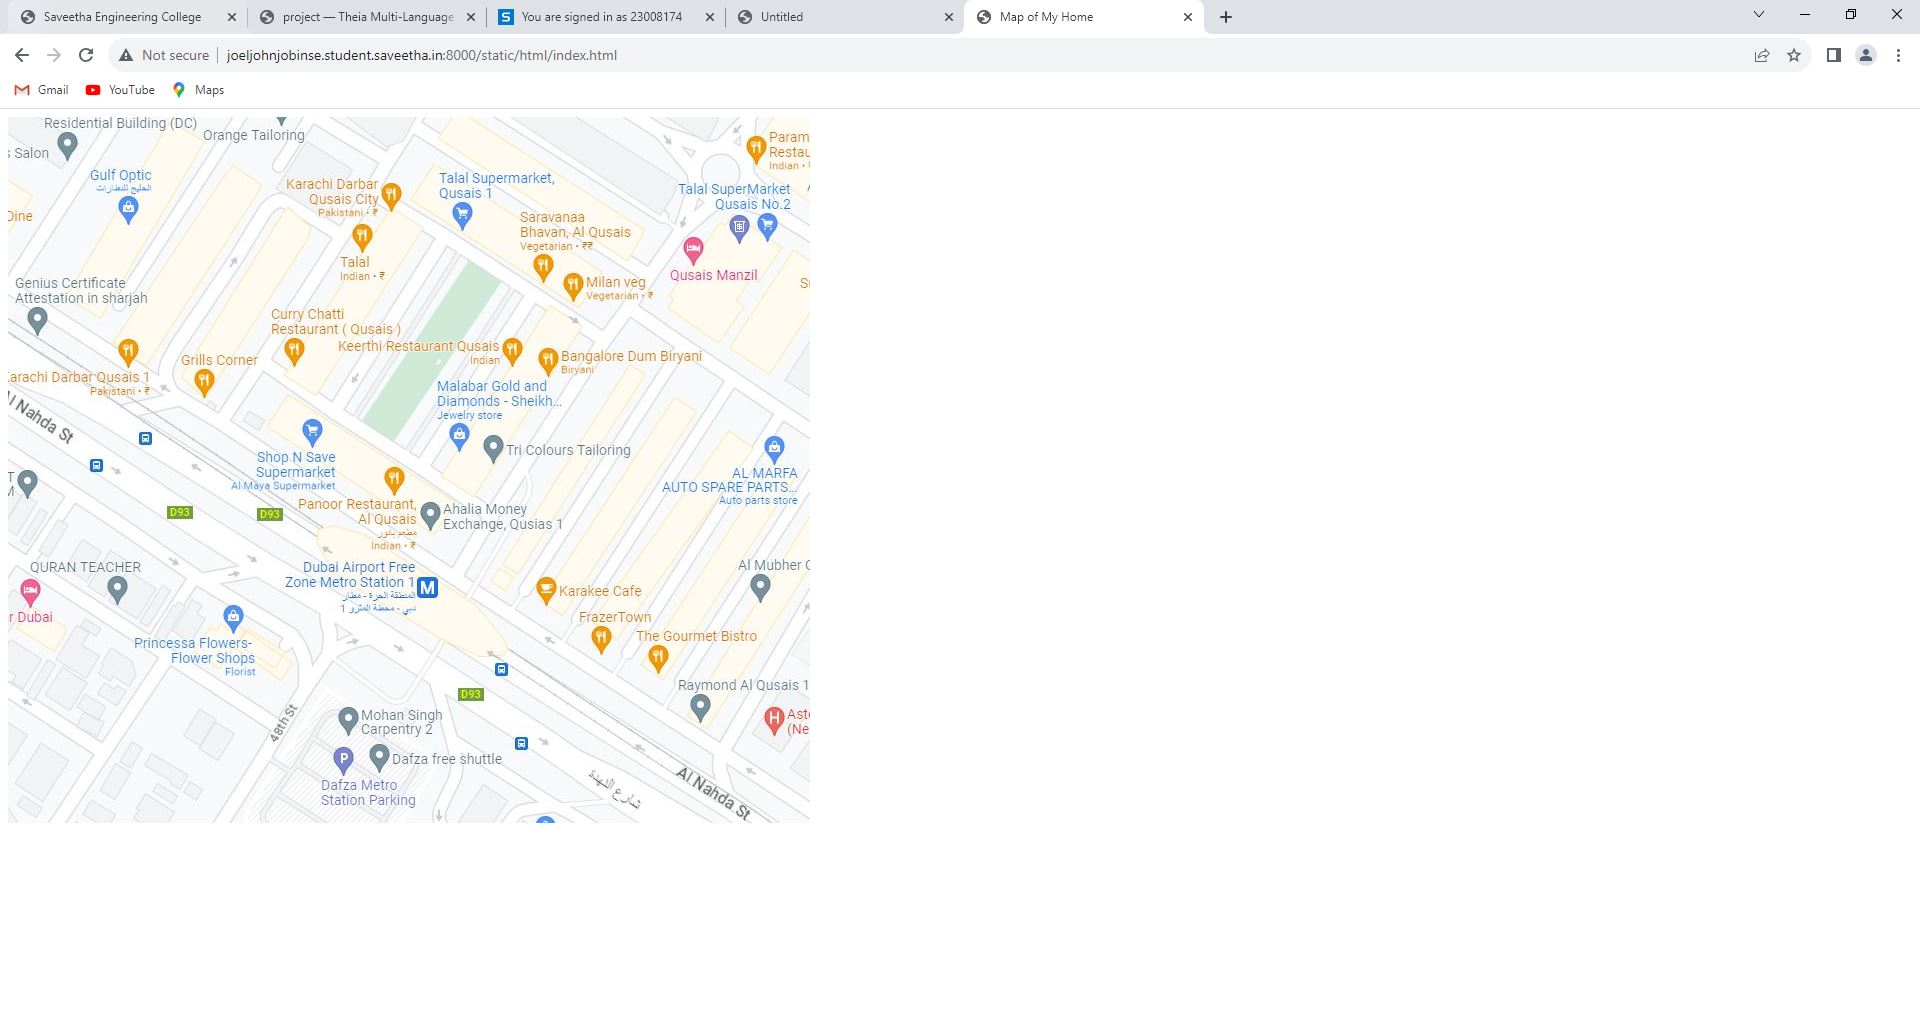 Saveetha Engineering College
project — Theia Multi-Language
You are signed in as 23008174
Untitled
Map of My Home
Not secure
joeljohnjobinse.student.saveetha.in:8000/static/html/index.html
Gmail
YouTube
Maps
Residential Building (DC)
Orange Tailoring
Salon
Gulf Optic
الخليج للنظارات
Dine
Karachi Darbar
Qusais City
Pakistani • ₹
Talal Supermarket,
Qusais 1
Param
Restau
Indian •
Talal SuperMarket
Qusais No.2
Saravanaa
Bhavan, Al Qusais
Vegetarian • ₹₹
Talal
Indian • ₹
Qusais Manzil
Milan veg
Vegetarian • ₹
Genius Certificate
Attestation in sharjah
Curry Chatti
Restaurant ( Qusais )
Keerthi Restaurant Qusais
Indian
Bangalore Dum Biryani
Biryani
Grills Corner
arachi Darbar Qusais 1
Pakistani • ₹
Malabar Gold and
Diamonds - Sheikh...
Jewelry store
Al Nahda St
Tri Colours Tailoring
Shop N Save
Supermarket
Al Maya Supermarket
AL MARFA
AUTO SPARE PARTS...
Auto parts store
Panoor Restaurant,
Al Qusais
مطعم بانور
Indian • ₹
Ahalia Money
Exchange, Qusias 1
D93
D93
QURAN TEACHER
Dubai Airport Free
Zone Metro Station 1
المنطقة الحرة - مطار
دبي - محطة المترو 1
M
Al Mubher
Karakee Cafe
r Dubai
FrazerTown
The Gourmet Bistro
Princessa Flowers-
Flower Shops
Florist
Raymond Al Qusais 1
D93
48th St
Mohan Singh
Carpentry 2
H
Aste
(Ne
P
Dafza free shuttle
Dafza Metro
Station Parking
شارع النهدة
Al Nahda St